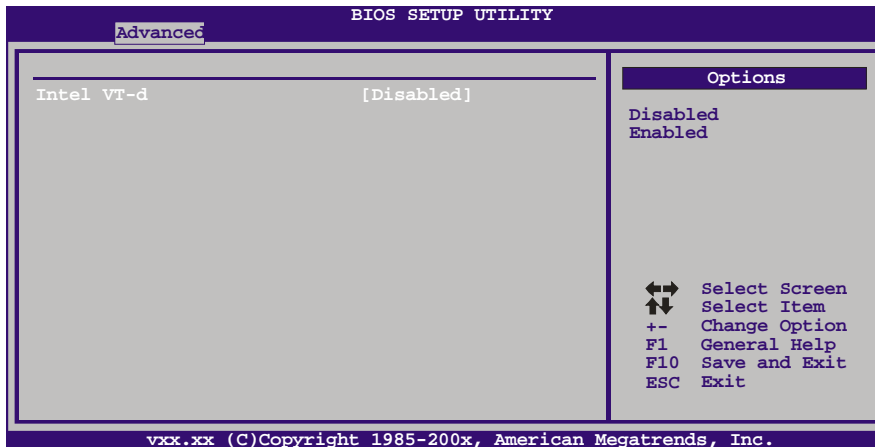 BIOS SETUP UTILITY
Advanced
Intel VT-d [Disabled]
Options
Disabled
Enabled
Select Screen
Select Item
+- Change Option
F1 General Help
F10 Save and Exit
ESC Exit
vxx.xx (C)Copyright 1985-200x, American Megatrends, Inc.